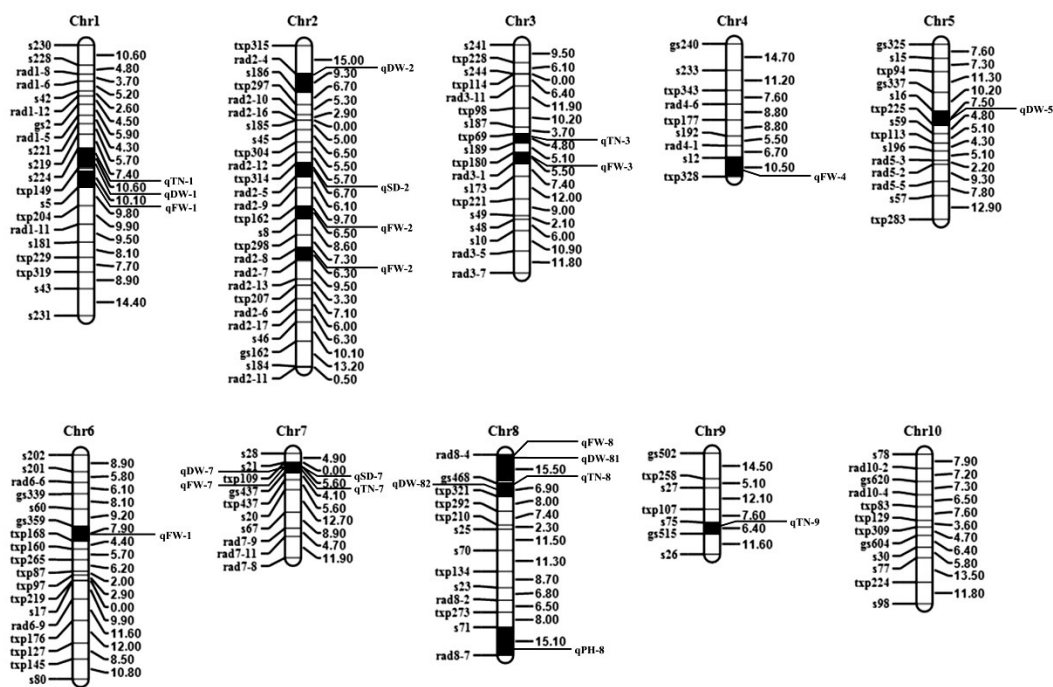 Chr1
s230
s228
rad1-8
rad1-6
s42
rad1-12
gs2
rad1-5
s221
s219
s224
txp149
s5
txp204
rad1-11
s181
txp229
txp319
s43
s231
10.60
4.80
3.70
5.20
2.60
4.50
5.90
4.30
5.70
7.40
10.60
10.10
9.80
9.90
9.50
8.10
7.70
8.90
14.40
qTN-1
qDW-1
qFW-1
Chr2
txp315
rad2-4
s186
txp297
rad2-10
rad2-16
s185
s45
txp304
rad2-12
txp314
rad2-5
rad2-9
txp162
s8
txp298
rad2-8
rad2-7
rad2-13
txp207
rad2-6
rad2-17
s46
gs162
s184
rad2-11
15.00
9.30
6.70
5.30
2.90
0.00
5.00
6.50
5.50
5.70
6.70
6.10
9.70
6.50
8.60
7.30
6.30
9.50
3.30
7.10
6.00
6.30
10.10
13.20
0.50
qDW-2
qSD-2
qFW-2
qFW-2
Chr3
s241
txp228
s244
txp114
rad3-11
txp98
s187
txp69
s189
txp180
rad3-1
s173
txp221
s49
s48
s10
rad3-5
rad3-7
9.50
6.10
0.00
6.40
11.90
10.20
3.70
4.80
5.10
5.50
7.40
12.00
9.00
2.10
6.00
10.90
11.80
qTN-3
qFW-3
Chr4
gs240
s233
txp343
rad4-6
txp177
s192
rad4-1
s12
txp328
14.70
11.20
7.60
8.80
8.80
5.50
6.70
10.50
qFW-4
Chr5
gs325
s15
txp94
gs337
s16
txp225
s59
txp113
s196
rad5-3
rad5-2
rad5-5
s57
txp283
7.60
7.30
11.30
10.20
7.50
4.80
5.10
4.30
5.10
2.20
9.30
7.80
12.90
qDW-5
Chr6
s202
s201
rad6-6
gs339
s60
gs359
txp168
txp160
txp265
txp87
txp97
txp219
s17
rad6-9
txp176
txp127
txp145
s80
8.90
5.80
6.10
8.10
9.20
7.90
4.40
5.70
6.20
2.00
2.90
0.00
9.90
11.60
12.00
8.50
10.80
qFW-1
Chr7
qDW-7
qFW-7
s28
s21
txp109
gs437
txp437
s20
s67
rad7-9
rad7-11
rad7-8
4.90
0.00
5.60
4.10
5.60
12.70
8.90
4.70
11.90
qSD-7
qTN-7
Chr8
qDW-82
rad8-4
gs468
txp321
txp292
txp210
s25
s70
txp134
s23
rad8-2
txp273
s71
rad8-7
15.50
6.90
8.00
7.40
2.30
11.50
11.30
8.70
6.80
6.50
8.00
15.10
qFW-8
qDW-81
qTN-8
qPH-8
Chr9
gs502
txp258
s27
txp107
s75
gs515
s26
14.50
5.10
12.10
7.60
6.40
11.60
qTN-9
Chr10
s78
rad10-2
gs620
rad10-4
txp83
txp129
txp309
gs604
s30
s77
txp224
s98
7.90
7.20
7.30
6.50
7.60
3.60
4.70
6.40
5.80
13.50
11.80